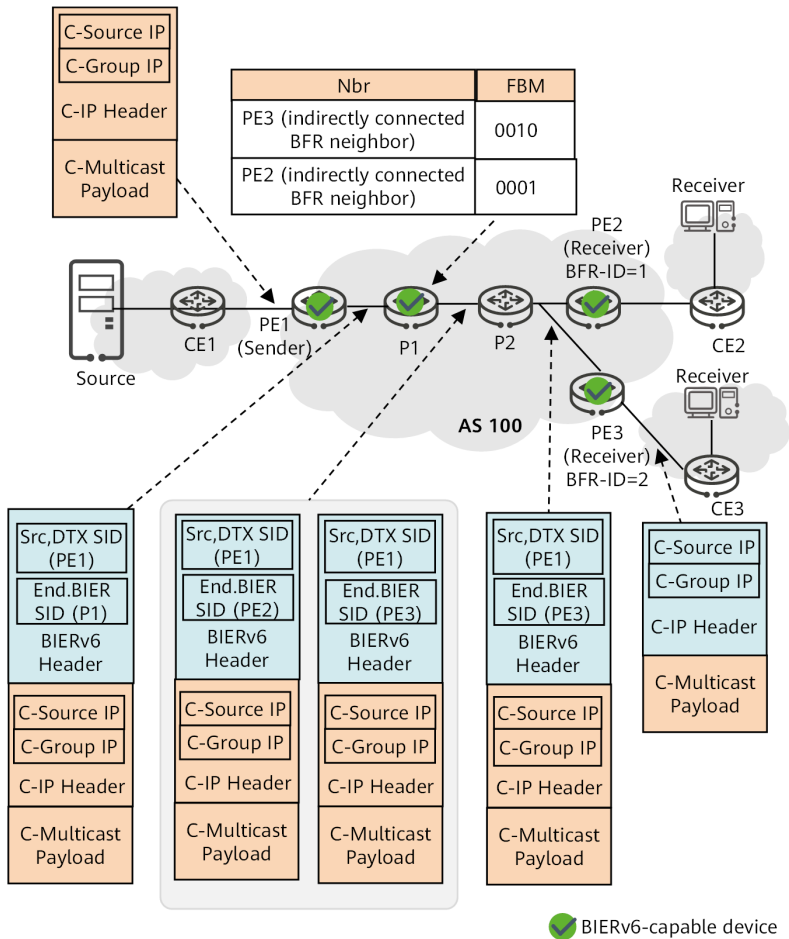 C-Source IP
C-Group IP
C-IP Header
C-Multicast
Payload
Nbr
FBM
PE3 (indirectly connected
BFR neighbor)
0010
PE2 (indirectly connected
BFR neighbor)
0001
Receiver
PE2
(Receiver)
BFR-ID=1
Source
CE1
PE1
(Sender)
P1
P2
CE2
AS 100
Receiver
PE3
(Receiver)
BFR-ID=2
CE3
Src,DTX SID
(PE1)
End.BIER
SID (P1)
BIERv6
Header
C-Source IP
C-Group IP
C-IP Header
C-Multicast
Payload
Src,DTX SID
(PE1)
End.BIER
SID (PE2)
BIERv6
Header
C-Source IP
C-Group IP
C-IP Header
C-Multicast
Payload
Src,DTX SID
(PE1)
End.BIER
SID (PE3)
BIERv6
Header
C-Source IP
C-Group IP
C-IP Header
C-Multicast
Payload
Src,DTX SID
(PE1)
End.BIER
SID (PE3)
BIERv6
Header
C-Source IP
C-Group IP
C-IP Header
C-Multicast
Payload
C-Source IP
C-Group IP
C-IP Header
C-Multicast
Payload
BIERv6-capable device